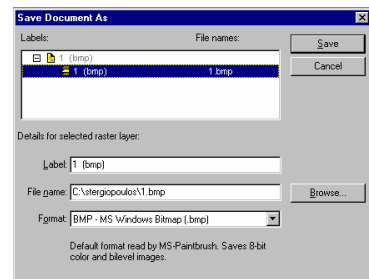 Save Document As
Labels: File names:
Save
1 (bmp)
1 (bmp) 1.bmp
Cancel
Details for selected raster layer:
Label: 1 (bmp)
File name: C:\stergiopoulos\1.bmp
Browse...
Format: BMP - MS Windows Bitmap (.bmp)
Default format read by MS-Paintbrush. Saves 8-bit
color and bilevel images.